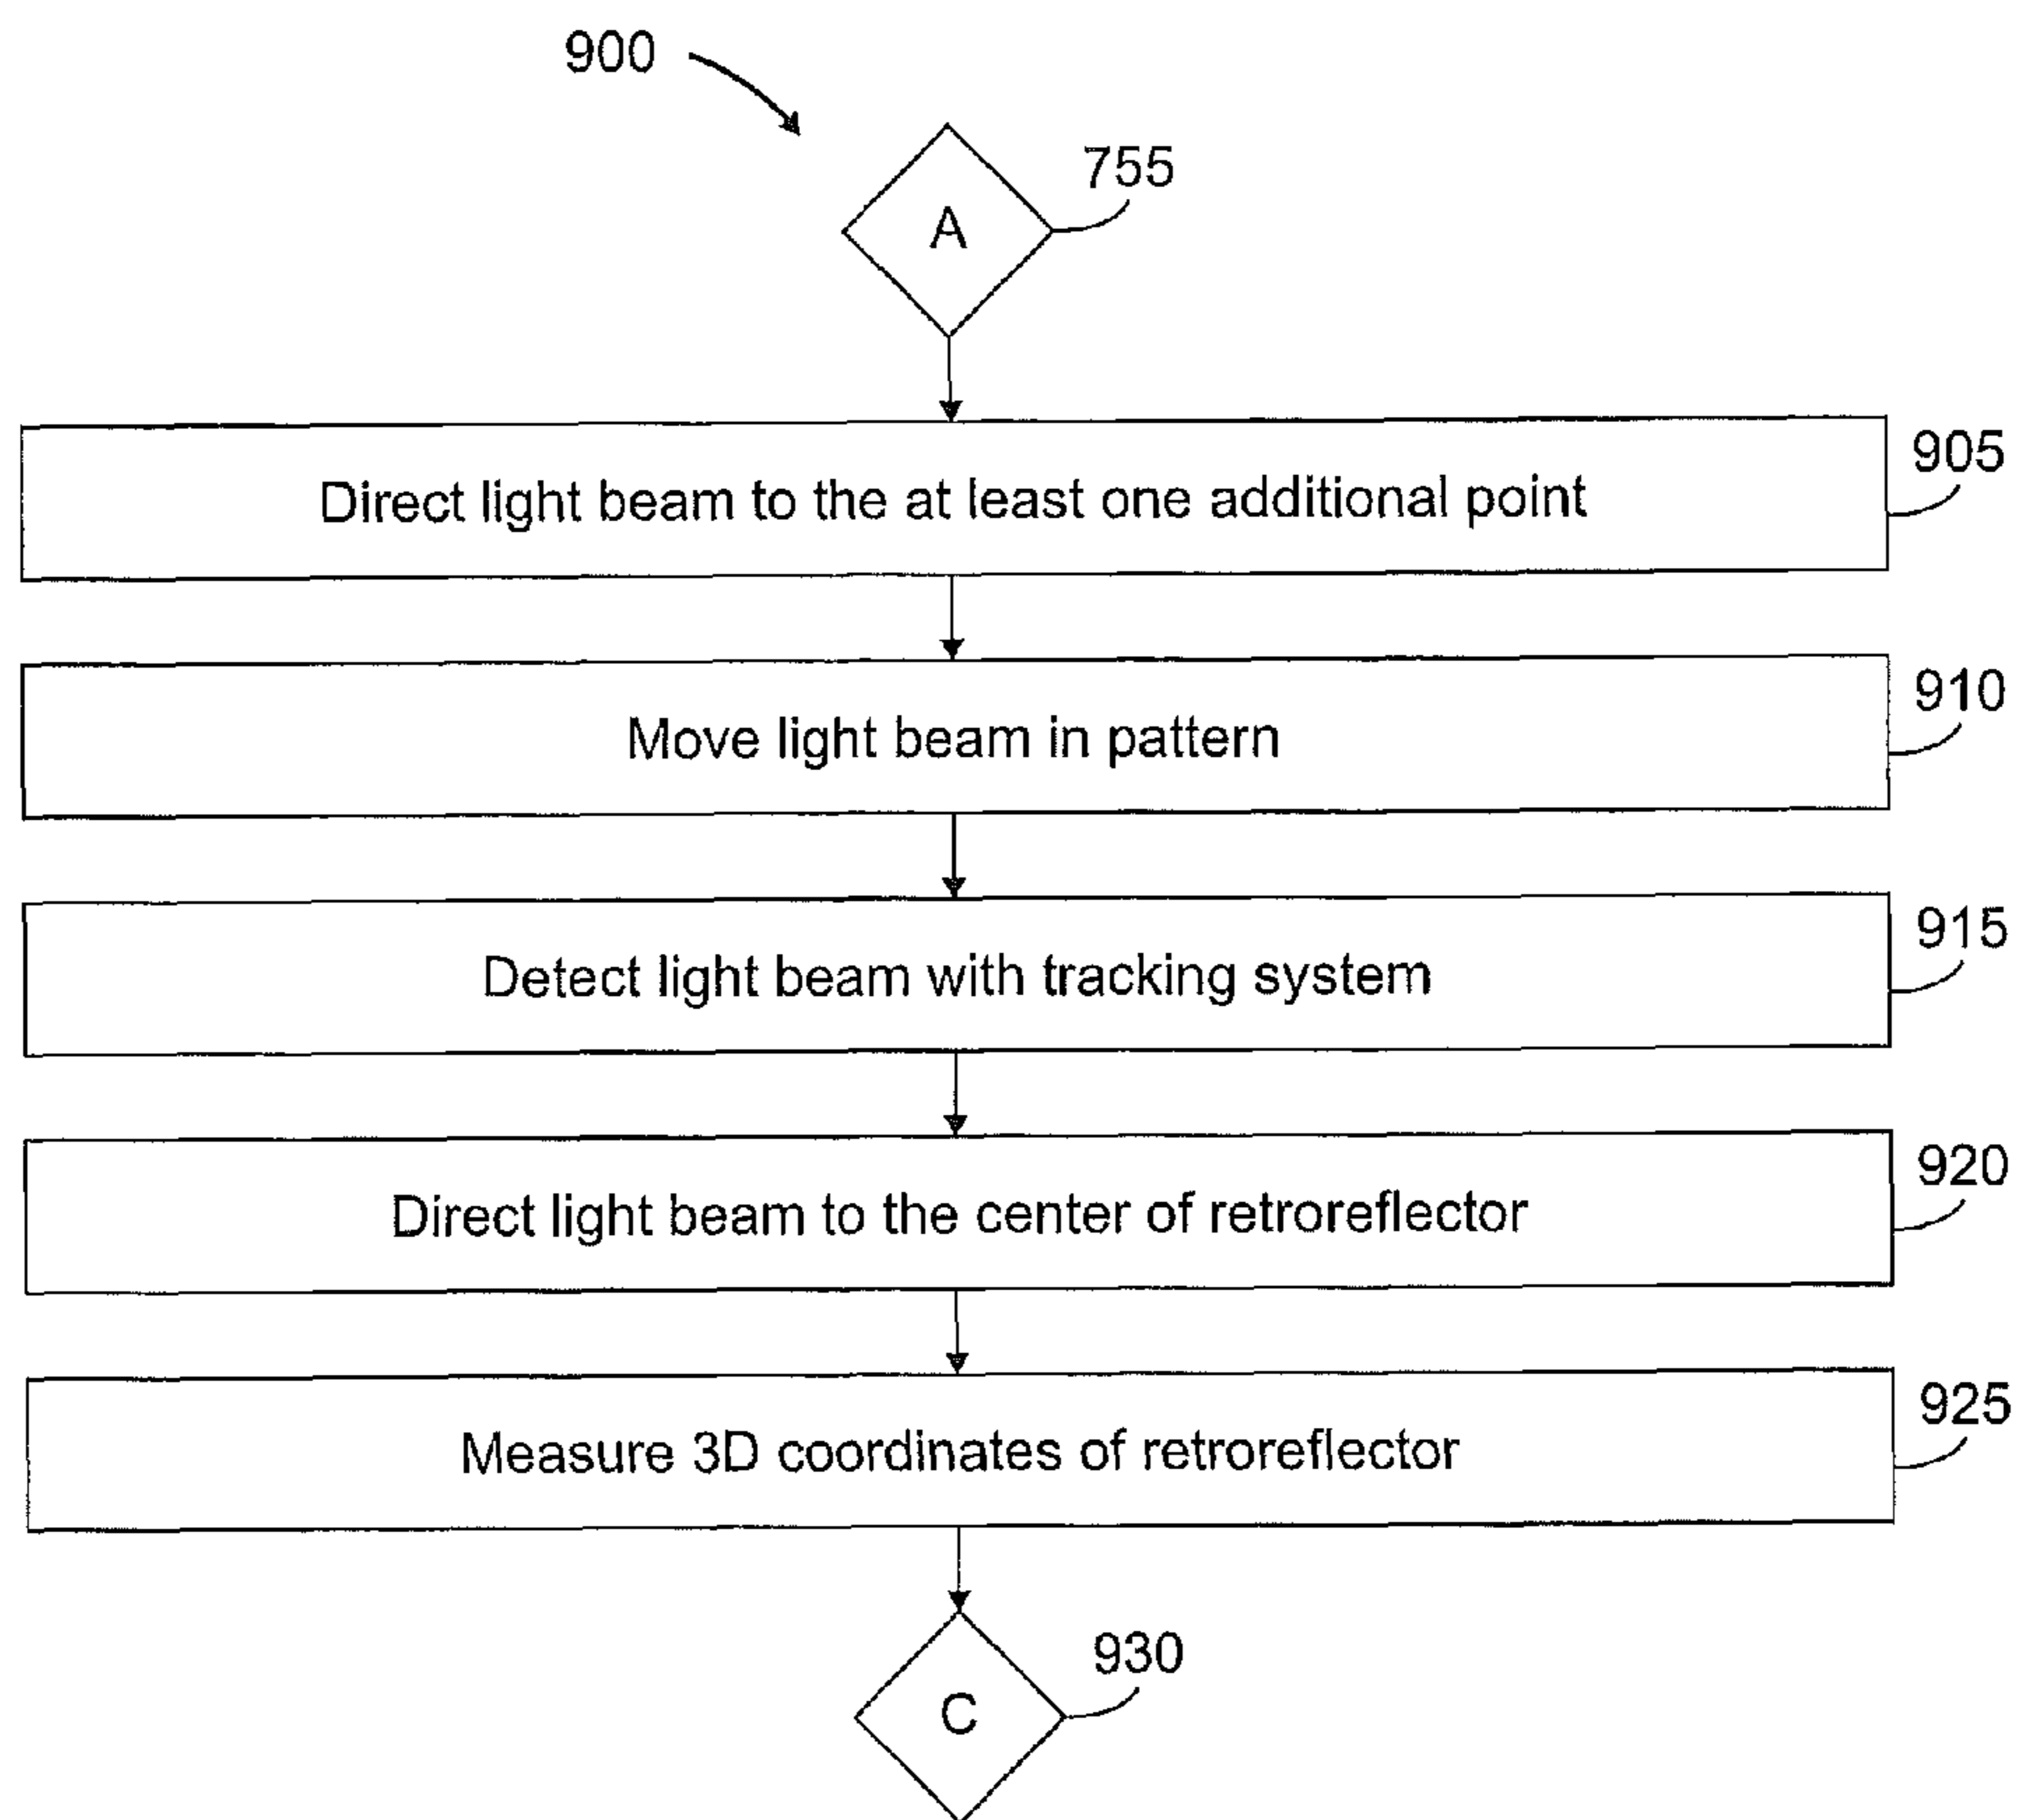 900
755
A
905
Direct light beam to the at least one additional point
910
Move light beam in pattern
915
Detect light beam with tracking system
920
Direct light beam to the center of retroreflector
925
Measure 3D coordinates of retroreflector
930
C